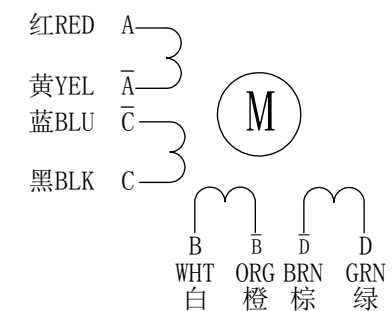 红RED A
黄YEL A̅
蓝BLU C̅
黑BLK C
M
B B̅ D̅ D
WHT ORG BRN GRN
白 橙 棕 绿